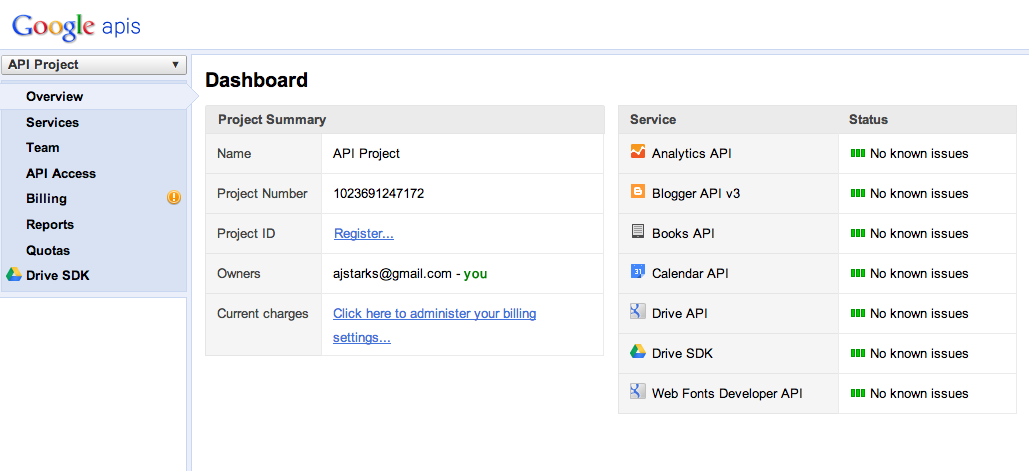 Google apis
API Project
Overview
Services
Team
API Access
Billing
Reports
Quotas
Drive SDK
Dashboard
Project Summary
Name API Project
Project Number 1023691247172
Project ID Register...
Owners ajstarks@gmail.com - you
Current charges Click here to administer your billing
settings...
Service Status
Analytics API No known issues
Blogger API v3 No known issues
Books API No known issues
31 Calendar API No known issues
Drive API No known issues
Drive SDK No known issues
Web Fonts Developer API No known issues